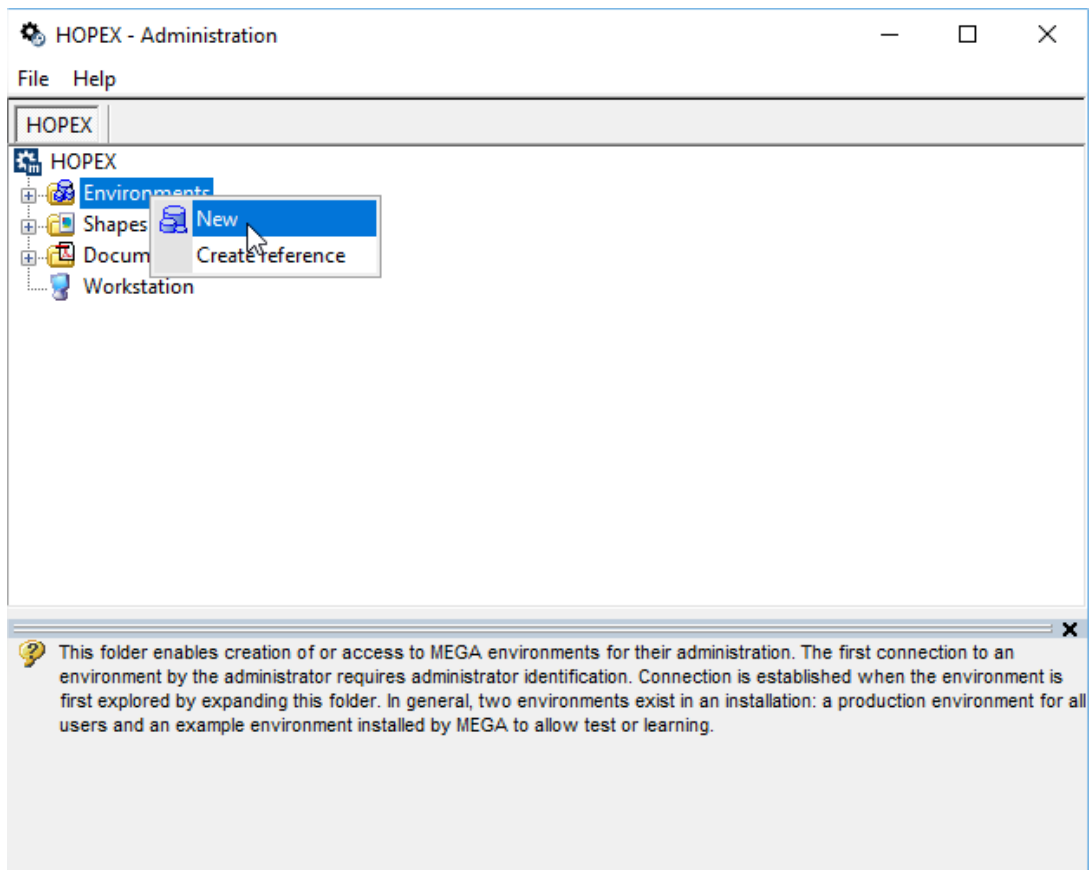 HOPEX - Administration
File Help
HOPEX
HOPEX
Environments
Shapes
New
Docum
Create reference
Workstation
This folder enables creation of or access to MEGA environments for their administration. The first connection to an
environment by the administrator requires administrator identification. Connection is established when the environment is
first explored by expanding this folder. In general, two environments exist in an installation: a production environment for all
users and an example environment installed by MEGA to allow test or learning.